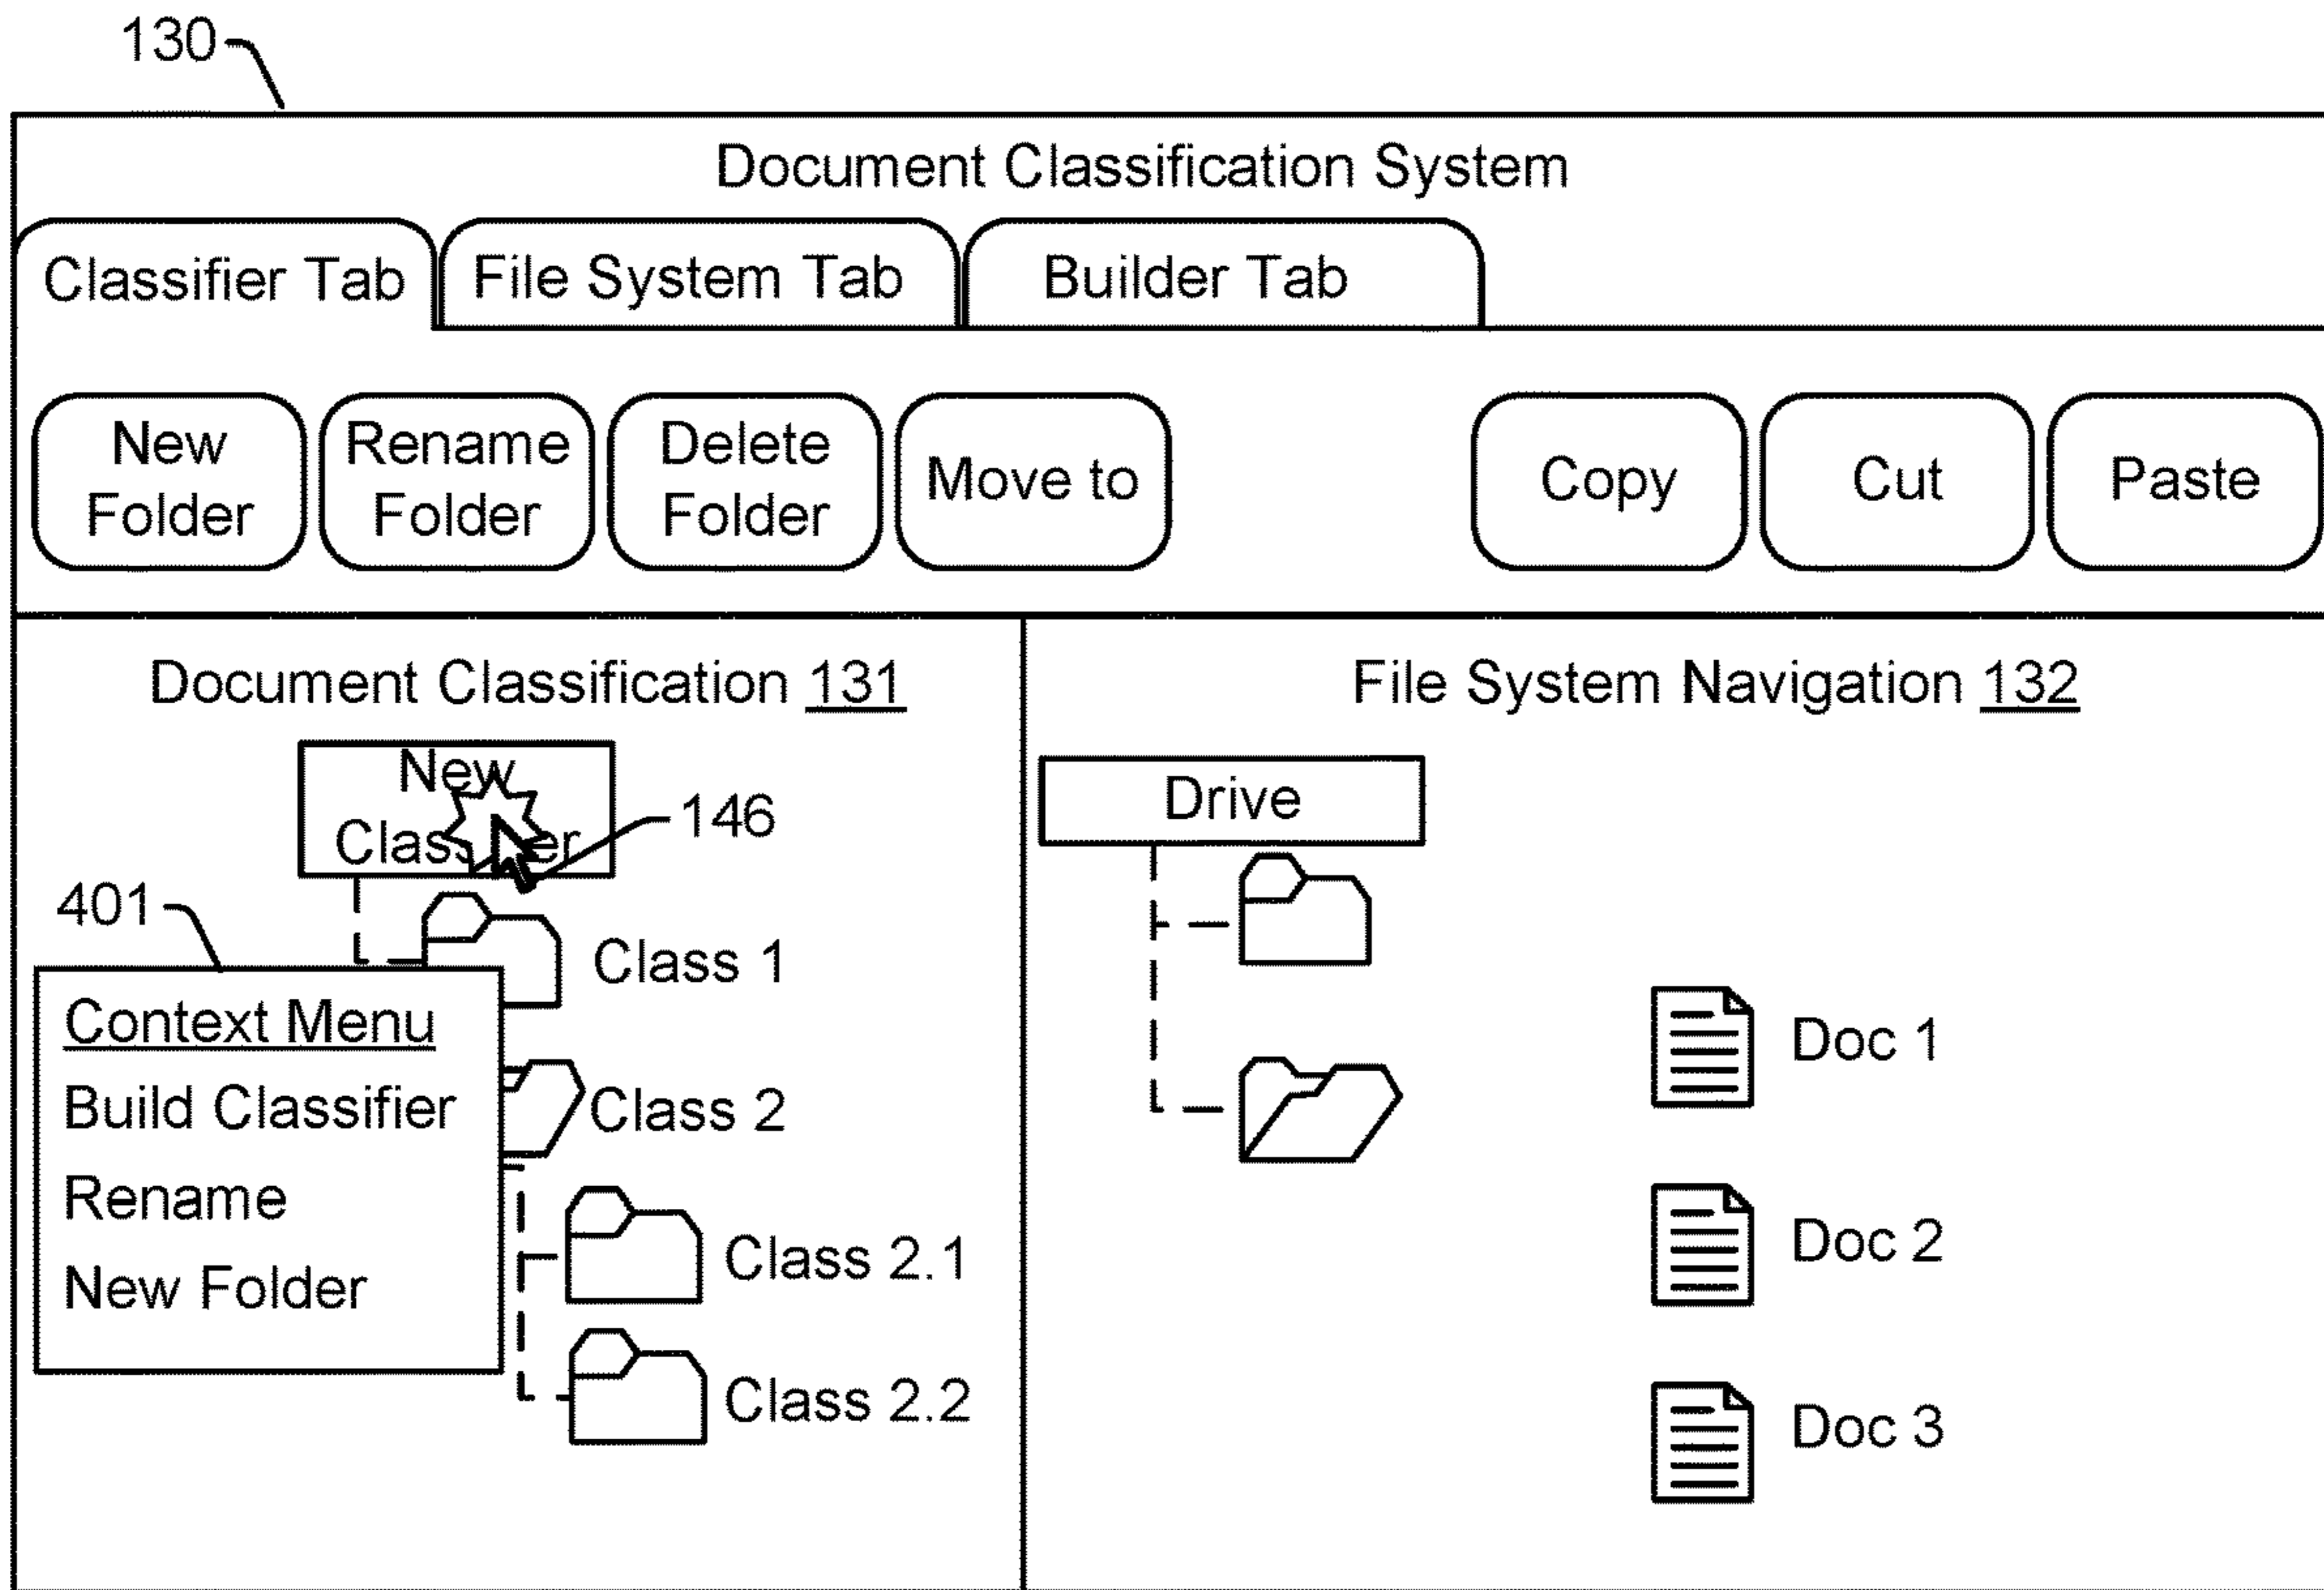 130
Document Classification System
Classifier Tab
File System Tab
Builder Tab
New
Folder
Rename
Folder
Delete
Folder
Move to
Copy
Cut
Paste
Document Classification 131
New
Classifier
146
401
Class 1
Context Menu
Build Classifier
Rename
New Folder
Class 2
Class 2.1
Class 2.2
File System Navigation 132
Drive
Doc 1
Doc 2
Doc 3